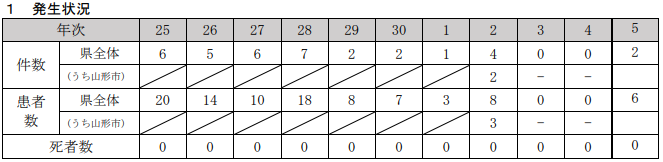 1 発生状況
年次 25 26 27 28 29 30 1 2 3 4 5
件数 県全体 6 5 6 7 2 2 1 4 0 0 2
(うち山形市) 2 − −
患者数 県全体 20 14 10 18 8 7 3 8 0 0 6
(うち山形市) 3 − −
死者数 0 0 0 0 0 0 0 0 0 0 0